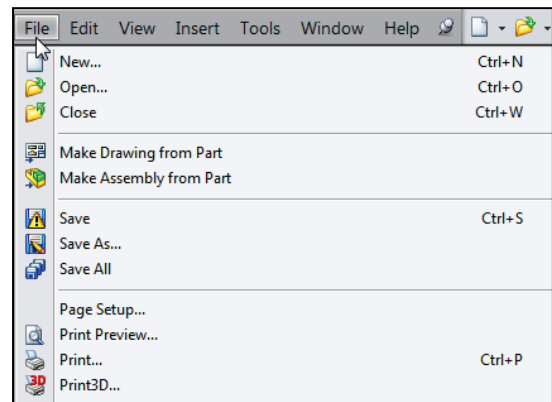 File Edit View Insert Tools Window Help
New... Ctrl+N
Open... Ctrl+O
Close Ctrl+W
Make Drawing from Part
Make Assembly from Part
Save Ctrl+S
Save As...
Save All
Page Setup...
Print Preview...
Print... Ctrl+P
3D Print3D...